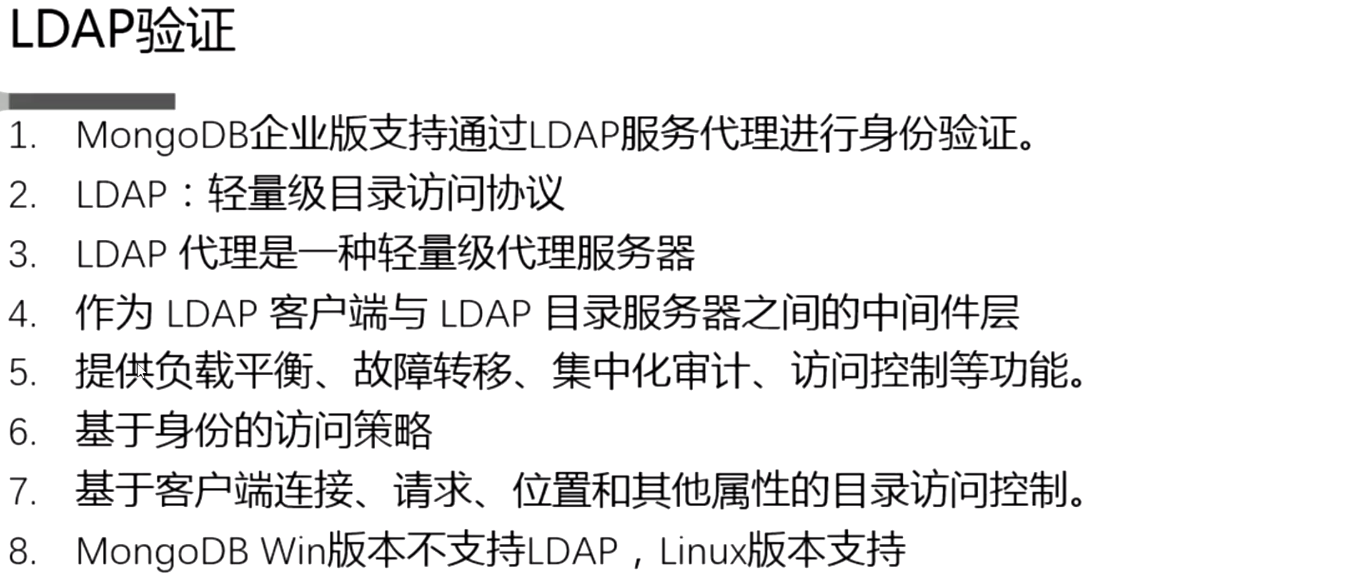 LDAP验证
1. MongoDB企业版支持通过LDAP服务代理进行身份验证。
2. LDAP：轻量级目录访问协议
3. LDAP 代理是一种轻量级代理服务器
4. 作为 LDAP 客户端与 LDAP 目录服务器之间的中间件层
5. 提供负载平衡、故障转移、集中化审计、访问控制等功能。
6. 基于身份的访问策略
7. 基于客户端连接、请求、位置和其他属性的目录访问控制。
8. MongoDB Win版本不支持LDAP，Linux版本支持